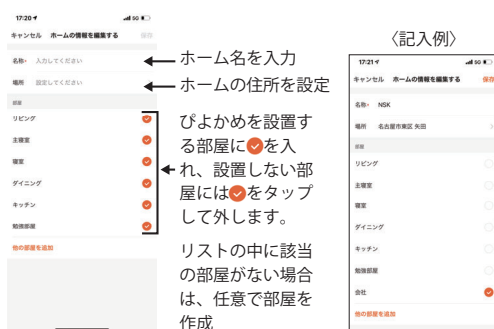 17:20
5G
キャンセル ホームの情報を編集する 保存
名称* 入力してください
場所 設定してください
部屋
リビング
主寝室
寝室
ダイニング
キッチン
勉強部屋
他の部屋を追加
ホーム名を入力
ホームの住所を設定
ぴよかめを設置す
る部屋に✓を入
れ、設置しない部
屋には✓をタップ
して外します。
リストの中に該当
の部屋がない場合
は、任意で部屋を
作成
〈記入例〉
17:21
5G
キャンセル ホームの情報を編集する 保存
名称* NSK
場所 名古屋市東区 矢田
部屋
リビング
主寝室
寝室
ダイニング
キッチン
勉強部屋
会社
他の部屋を追加